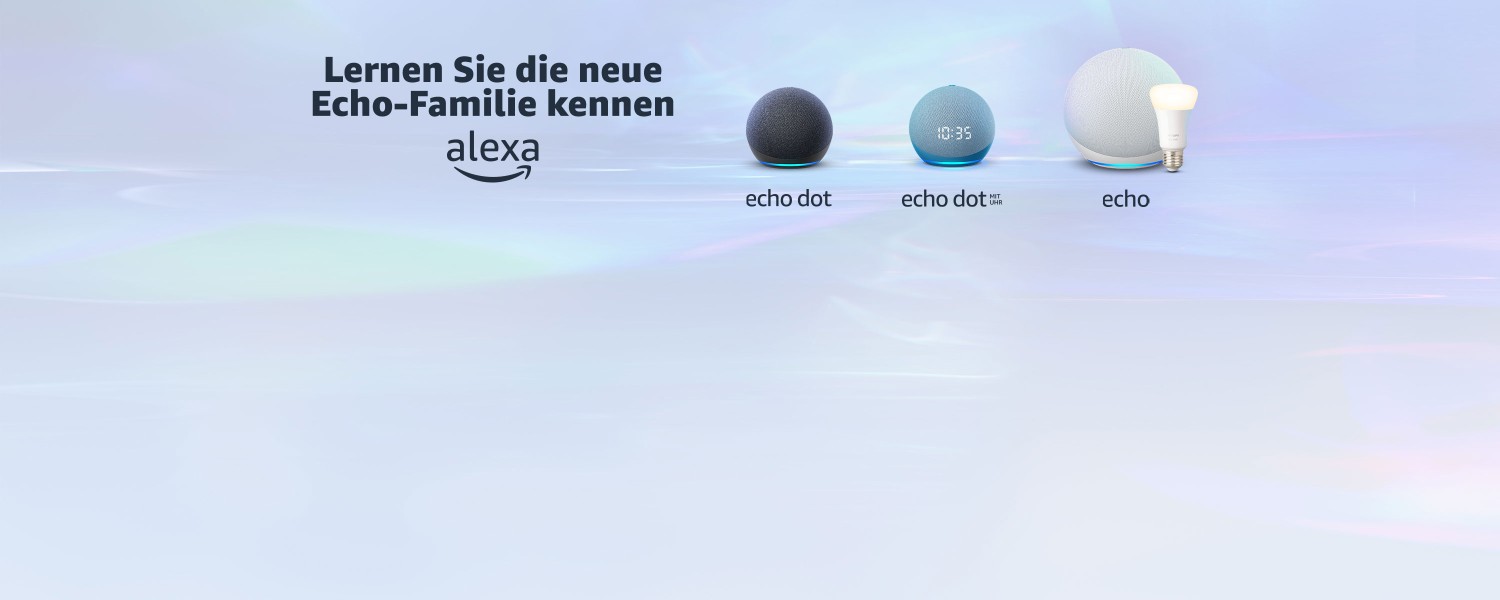 Lernen Sie die neue
Echo-Familie kennen
alexa
10:35
echo dot
echo dot MIT UHR
echo